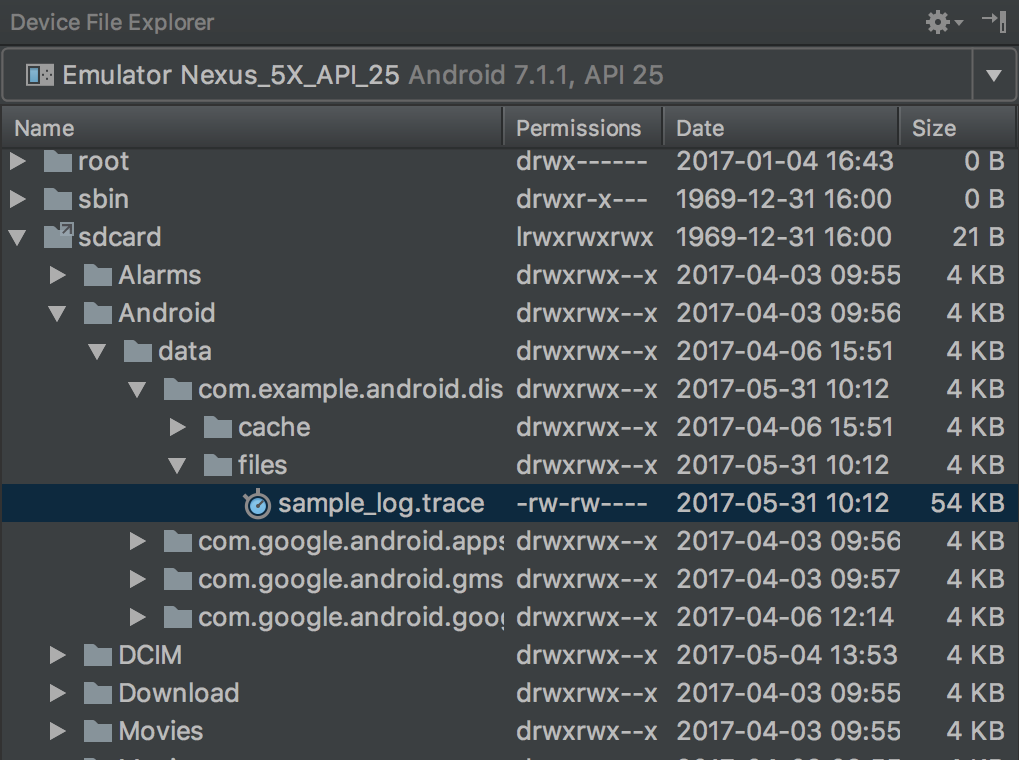 Device File Explorer
Emulator Nexus_5X_API_25 Android 7.1.1, API 25
Name Permissions Date Size
root drwx------ 2017-01-04 16:43 0 B
sbin drwxr-x--- 1969-12-31 16:00 0 B
sdcard lrwxrwxrwx 1969-12-31 16:00 21 B
Alarms drwxrwx--x 2017-04-03 09:55 4 KB
Android drwxrwx--x 2017-04-03 09:56 4 KB
data drwxrwx--x 2017-04-06 15:51 4 KB
com.example.android.dis drwxrwx--x 2017-05-31 10:12 4 KB
cache drwxrwx--x 2017-04-06 15:51 4 KB
files drwxrwx--x 2017-05-31 10:12 4 KB
sample_log.trace -rw-rw---- 2017-05-31 10:12 54 KB
com.google.android.apps drwxrwx--x 2017-04-03 09:56 4 KB
com.google.android.gms drwxrwx--x 2017-04-03 09:57 4 KB
com.google.android.goog drwxrwx--x 2017-04-06 12:14 4 KB
DCIM drwxrwx--x 2017-05-04 13:53 4 KB
Download drwxrwx--x 2017-04-03 09:55 4 KB
Movies drwxrwx--x 2017-04-03 09:55 4 KB